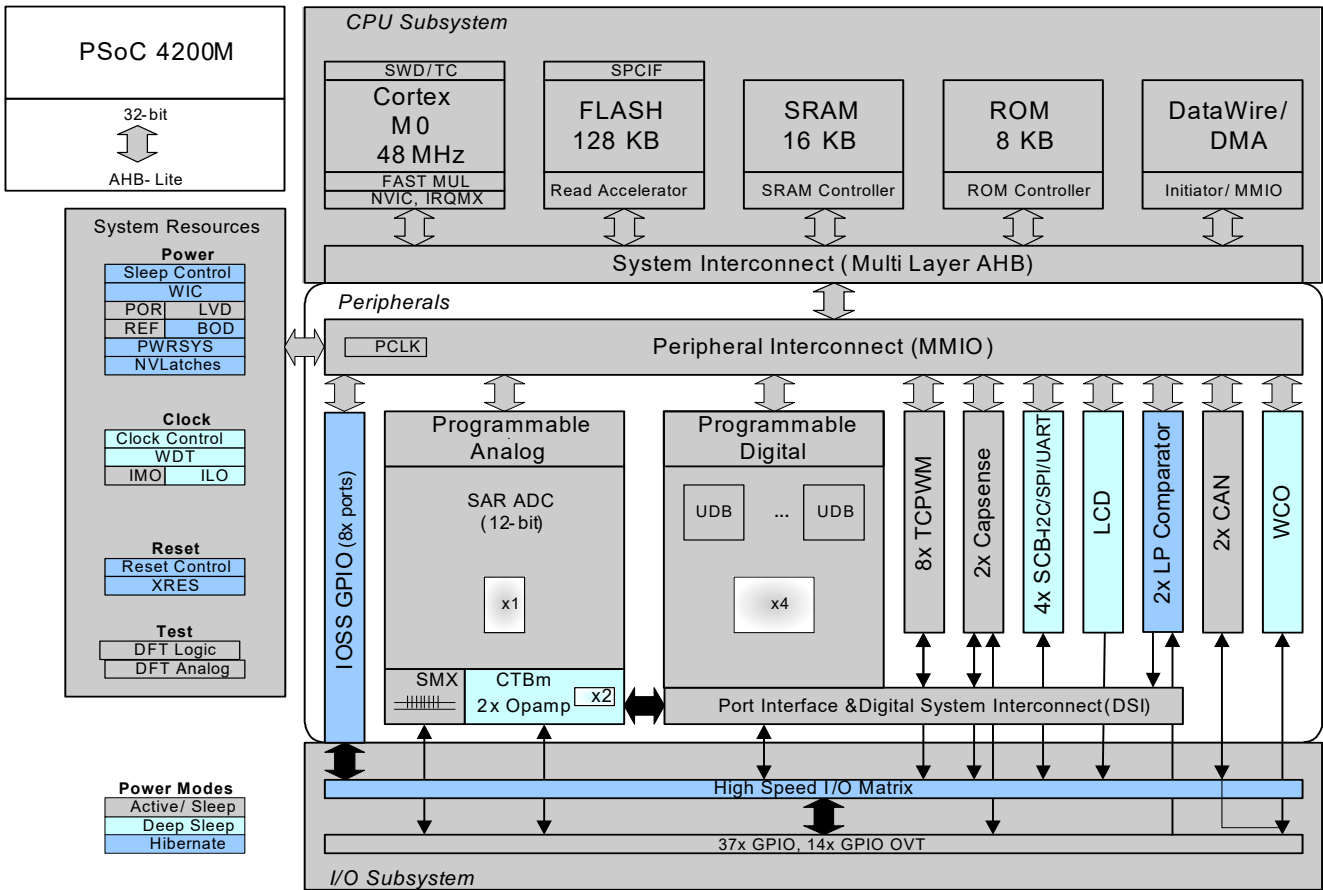 PSoC 4200M
32-bit
AHB- Lite
CPU Subsystem
SWD/TC
Cortex
M0
48 MHz
FAST MUL
NVIC, IRQMX
SPCIF
FLASH
128 KB
Read Accelerator
SRAM
16 KB
SRAM Controller
ROM
8 KB
ROM Controller
DataWire/
DMA
Initiator/ MMIO
System Interconnect (Multi Layer AHB)
System Resources
Power
Sleep Control
WIC
POR LVD
REF BOD
PWRSYS
NVLatches
Clock
Clock Control
WDT
IMO ILO
Reset
Reset Control
XRES
Test
DFT Logic
DFT Analog
Peripherals
PCLK
Peripheral Interconnect (MMIO)
IOSS GPIO (8x ports)
Programmable
Analog
SAR ADC
(12-bit)
x1
SMX
CTBm
2x Opamp
x2
Programmable
Digital
UDB ... UDB
x4
8x TCPWM
2x Capsense
4x SCB-I2C/SPI/UART
LCD
2x LP Comparator
2x CAN
WCO
Port Interface &Digital System Interconnect(DSI)
Power Modes
Active/ Sleep
Deep Sleep
Hibernate
High Speed I/O Matrix
37x GPIO, 14x GPIO OVT
I/O Subsystem